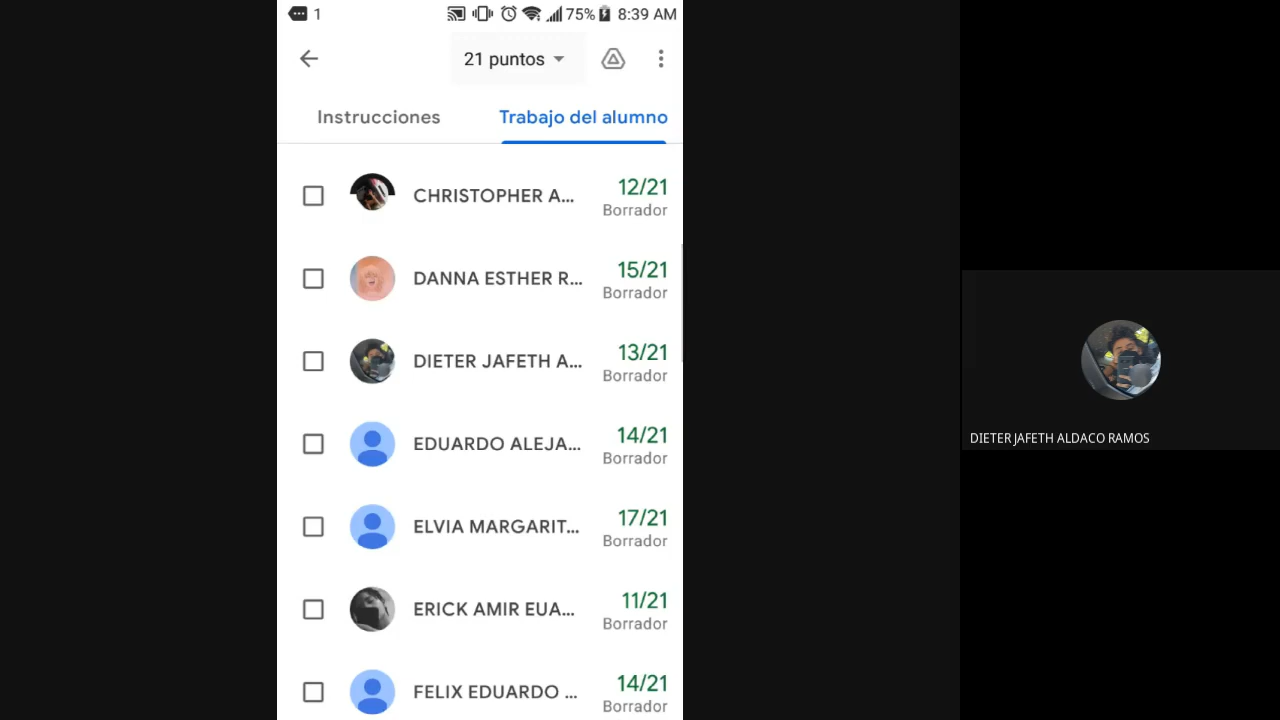 1 75% 8:39 AM
21 puntos
Instrucciones Trabajo del alumno
CHRISTOPHER A... 12/21
Borrador
DANNA ESTHER R... 15/21
Borrador
DIETER JAFETH A... 13/21
Borrador
EDUARDO ALEJA... 14/21
Borrador
ELVIA MARGARIT... 17/21
Borrador
ERICK AMIR EUA... 11/21
Borrador
FELIX EDUARDO ... 14/21
Borrador
DIETER JAFETH ALDACO RAMOS